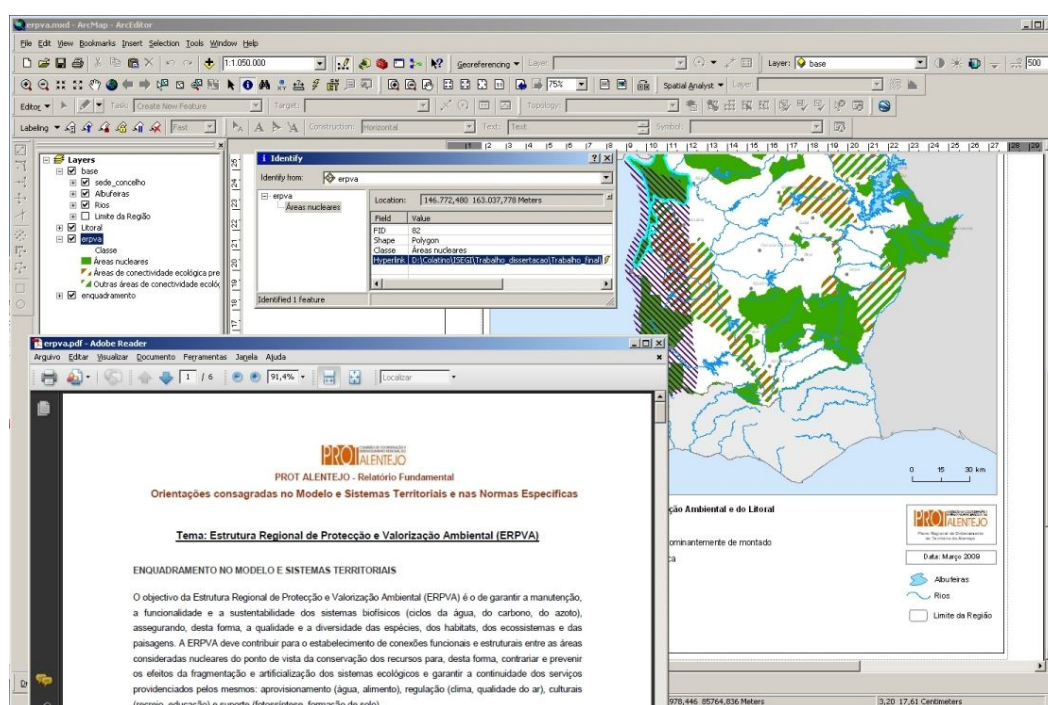 erpva.mxd - ArcMap - ArcEditor
File Edit View Bookmarks Insert Selection Tools Window Help
1:1.050.000 Georeferencing Layer: Layer: base 500
75% Spatial Analyst Layer:
Editor Task: Create New Feature Target: Topology:
Labeling Fast Construction: Horizontal Text: Text Symbol:
Layers
base
sede_concelho
Albufeiras
Rios
Limite da Região
Litoral
erpva
Classe
Áreas nucleares
Áreas de conectividade ecológica pre
Outras áreas de conectividade ecológ
enquadramento
Identify
Identify from: erpva
erpva
Áreas nucleares
Location: 146.772,480 163.037,778 Meters
Field Value
FID 82
Shape Polygon
Classe Áreas nucleares
Hyperlink D:\Colatino\ISEGI\Trabalho_dissertacao\Trabalho_final\
Identified 1 feature
0 15 30 km
ção Ambiental e do Litoral
ominantemente de montado
ca
PROT ALENTEJO
Data: Março 2009
Albufeiras
Rios
Limite da Região
978,446 85764,836 Meters
3,20 17,61 Centimeters
erpva.pdf - Adobe Reader
Arquivo Editar Visualizar Documento Ferramentas Janela Ajuda
1 / 6 91,4% Localizar
PROT ALENTEJO
PROT ALENTEJO - Relatório Fundamental
Orientações consagradas no Modelo e Sistemas Territoriais e nas Normas Específicas
Tema: Estrutura Regional de Protecção e Valorização Ambiental (ERPVA)
ENQUADRAMENTO NO MODELO E SISTEMAS TERRITORIAIS
O objectivo da Estrutura Regional de Protecção e Valorização Ambiental (ERPVA) é o de garantir a manutenção,
a funcionalidade e a sustentabilidade dos sistemas biofísicos (ciclos da água, do carbono, do azoto),
assegurando, desta forma, a qualidade e a diversidade das espécies, dos habitats, dos ecossistemas e das
paisagens. A ERPVA deve contribuir para o estabelecimento de conexões funcionais e estruturais entre as áreas
consideradas nucleares do ponto de vista da conservação dos recursos para, desta forma, contrariar e prevenir
os efeitos da fragmentação e artificialização dos sistemas ecológicos e garantir a continuidade dos serviços
providenciados pelos mesmos: aprovisionamento (água, alimento), regulação (clima, qualidade do ar), culturais
(recreio, educação) e suporte (fotossíntese, formação de solo).